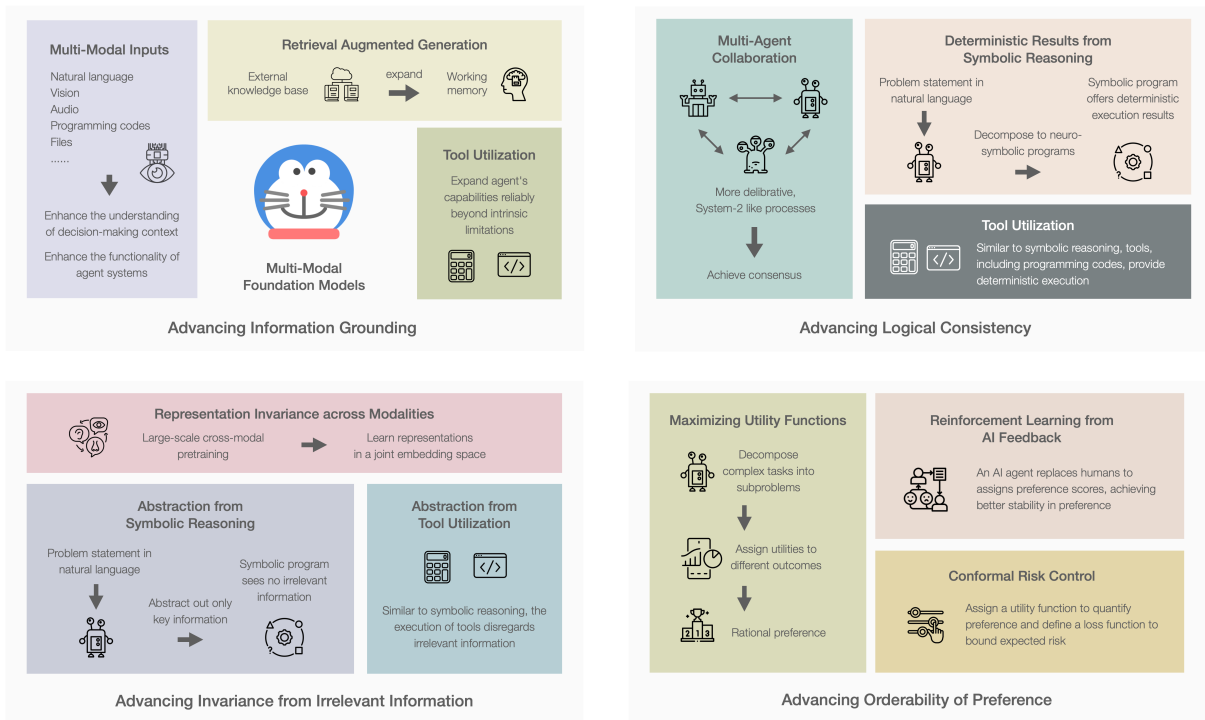 Multi-Modal Inputs
Natural language
Vision
Audio
Programming codes
Files
......
Enhance the understanding
of decision-making context
Enhance the functionality of
agent systems
Retrieval Augmented Generation
External
knowledge base
expand
Working
memory
Multi-Modal
Foundation Models
Tool Utilization
Expand agent's
capabilities reliably
beyond intrinsic
limitations
Advancing Information Grounding
Multi-Agent
Collaboration
More delibrative,
System-2 like processes
Achieve consensus
Deterministic Results from
Symbolic Reasoning
Problem statement in
natural language
Decompose to neuro-
symbolic programs
Symbolic program
offers deterministic
execution results
Tool Utilization
Similar to symbolic reasoning, tools,
including programming codes, provide
deterministic execution
Advancing Logical Consistency
Representation Invariance across Modalities
Large-scale cross-modal
pretraining
Learn representations
in a joint embedding space
Abstraction from
Symbolic Reasoning
Problem statement in
natural language
Abstract out only
key information
Symbolic program
sees no irrelevant
information
Abstraction from
Tool Utilization
Similar to symbolic reasoning, the
execution of tools disregards
irrelevant information
Advancing Invariance from Irrelevant Information
Maximizing Utility Functions
Decompose
complex tasks into
subproblems
Assign utilities to
different outcomes
2 1 3
Rational preference
Reinforcement Learning from
AI Feedback
An AI agent replaces humans to
assigns preference scores, achieving
better stability in preference
Conformal Risk Control
Assign a utility function to quantify
preference and define a loss function to
bound expected risk
Advancing Orderability of Preference